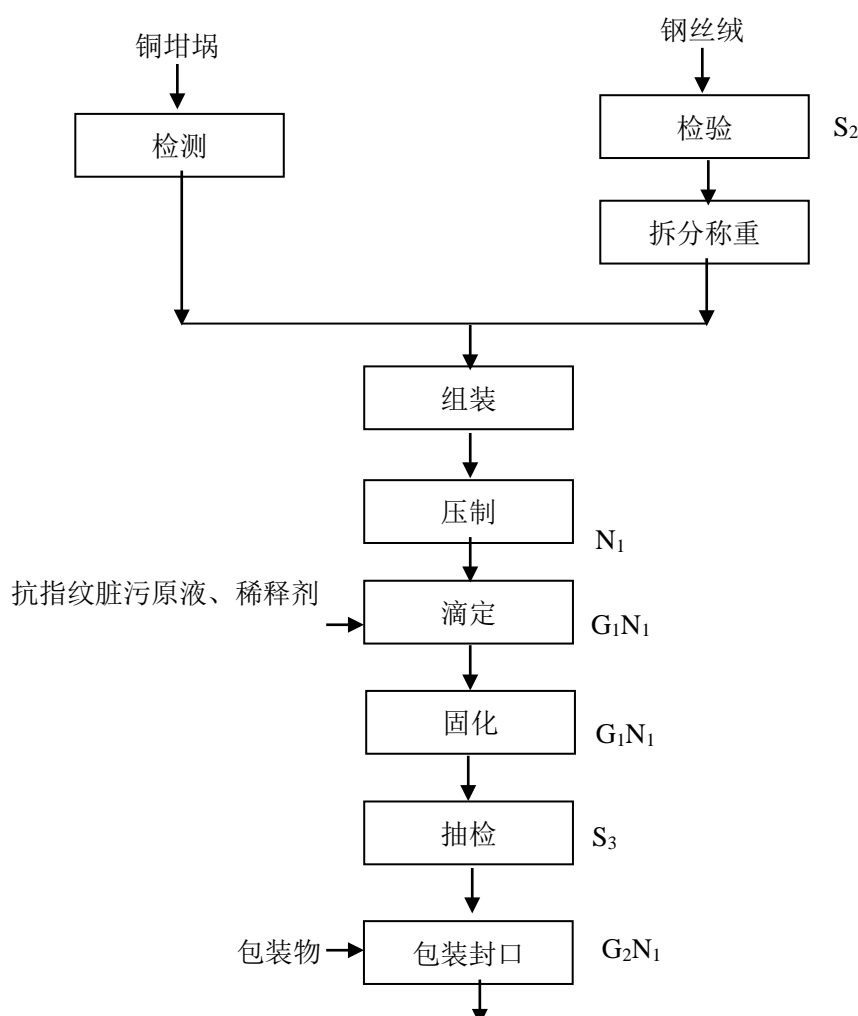 铜坩埚
钢丝绒
检测
检验
S₂
拆分称重
组装
压制
N₁
抗指纹脏污原液、稀释剂
滴定
G₁N₁
固化
G₁N₁
抽检
S₃
包装物
包装封口
G₂N₁